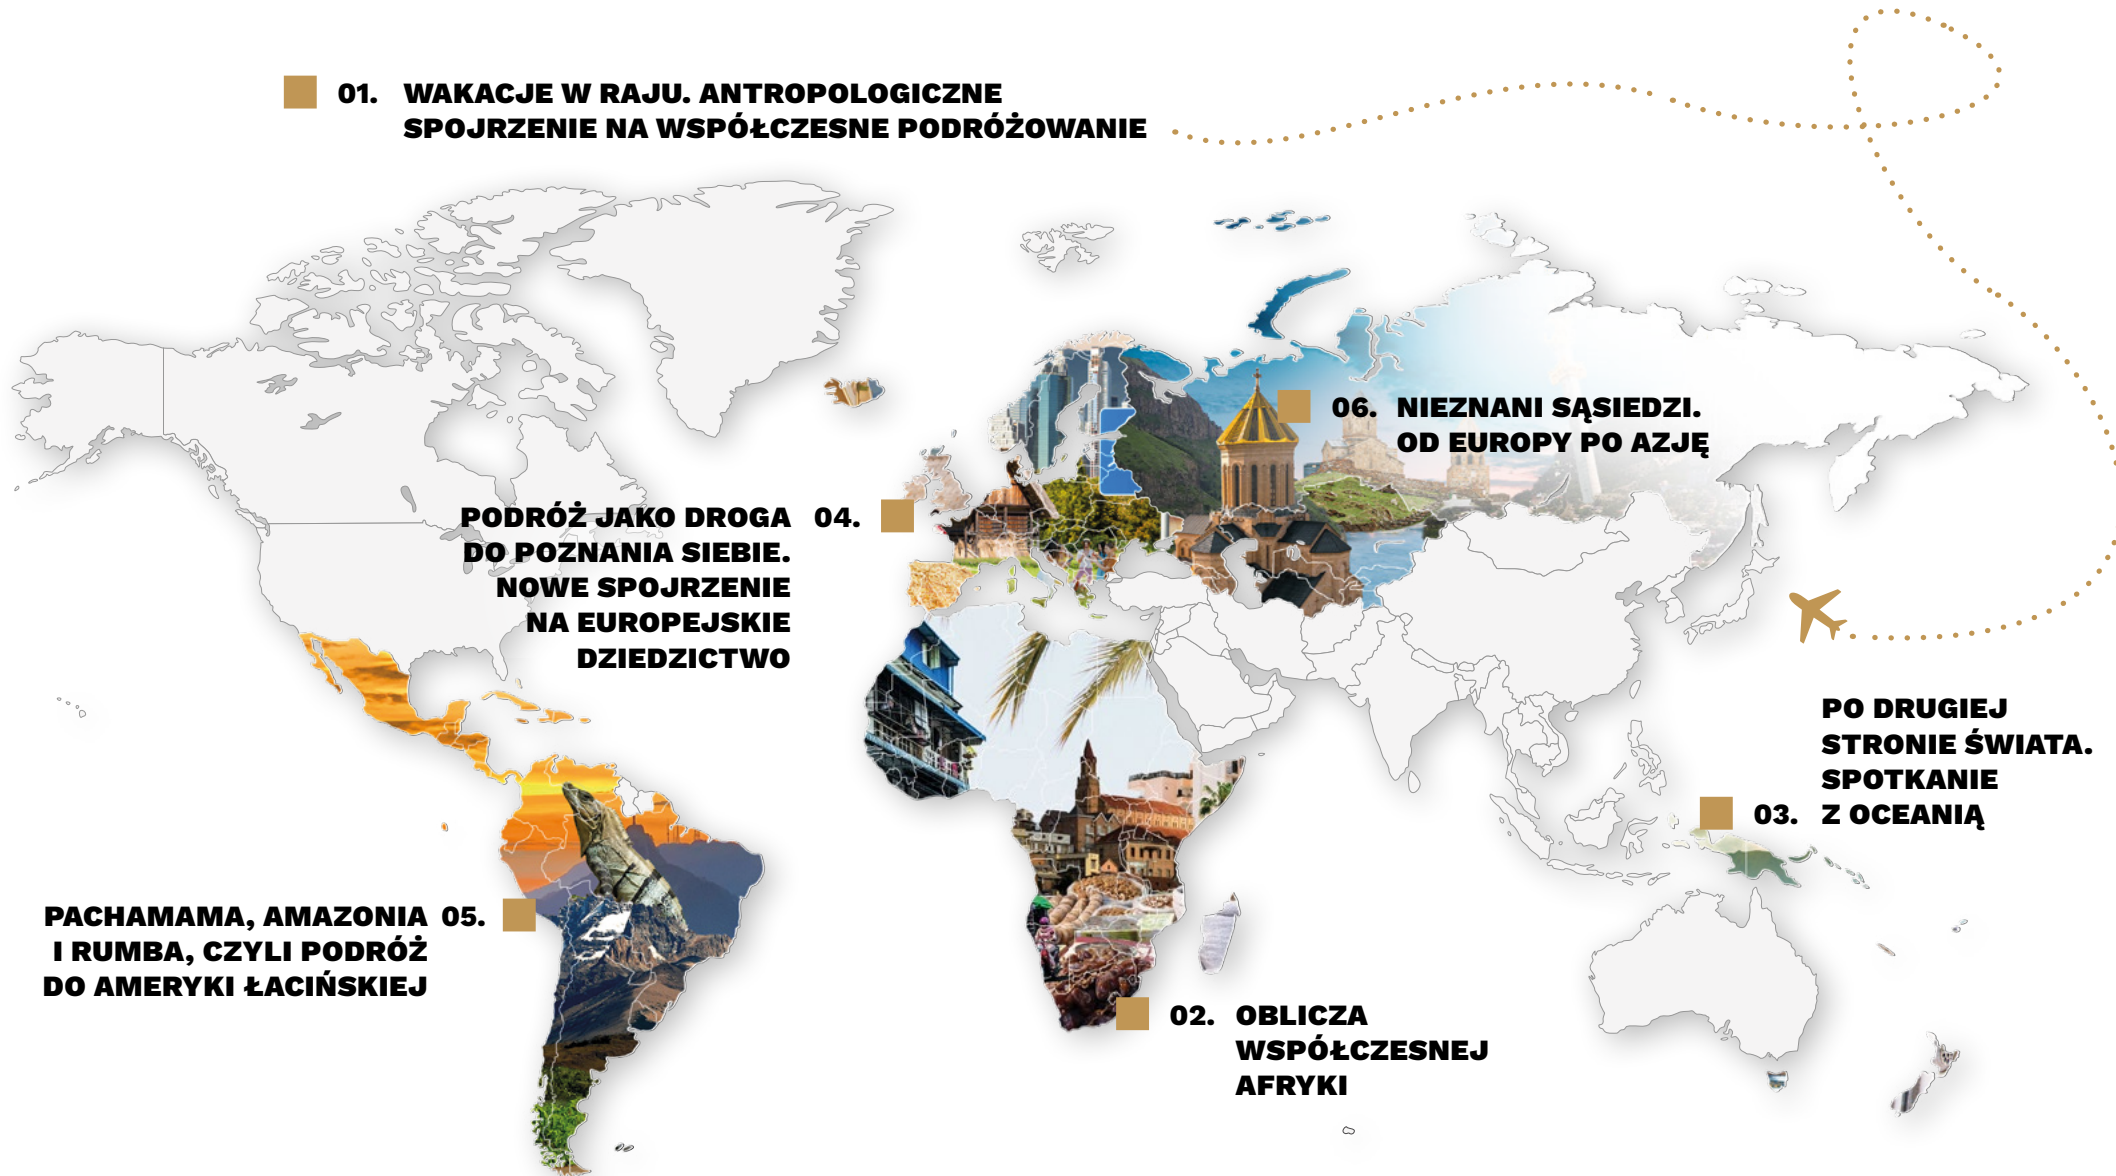 01. WAKACJE W RAJU. ANTROPOLOGICZNE
SPOJRZENIE NA WSPÓŁCZESNE PODRÓŻOWANIE
06. NIEZNANI SĄSIEDZI.
OD EUROPY PO AZJĘ
PODRÓŻ JAKO DROGA 04.
DO POZNANIA SIEBIE.
NOWE SPOJRZENIE
NA EUROPEJSKIE
DZIEDZICTWO
PO DRUGIEJ
STRONIE ŚWIATA.
SPOTKANIE
03. Z OCEANIĄ
PACHAMAMA, AMAZONIA 05.
I RUMBA, CZYLI PODRÓŻ
DO AMERYKI ŁACIŃSKIEJ
02. OBLICZA
WSPÓŁCZESNEJ
AFRYKI